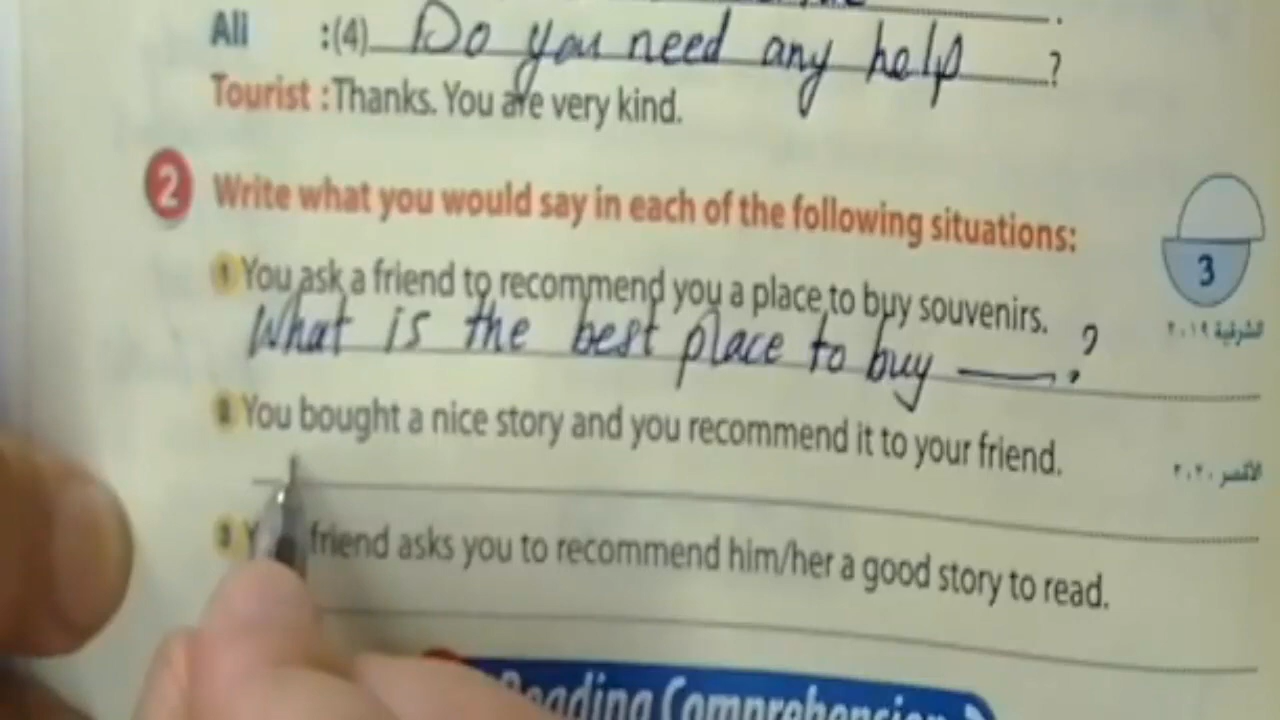 Ali :(4) Do you need any help ?
Tourist : Thanks. You are very kind.
2 Write what you would say in each of the following situations:
3
1 You ask a friend to recommend you a place to buy souvenirs.
الشرقية ٢٠١٩
What is the best place to buy —— ?
2 You bought a nice story and you recommend it to your friend.
الأقصر ٢٠٢٠
3 friend asks you to recommend him/her a good story to read.
Reading Comprehension